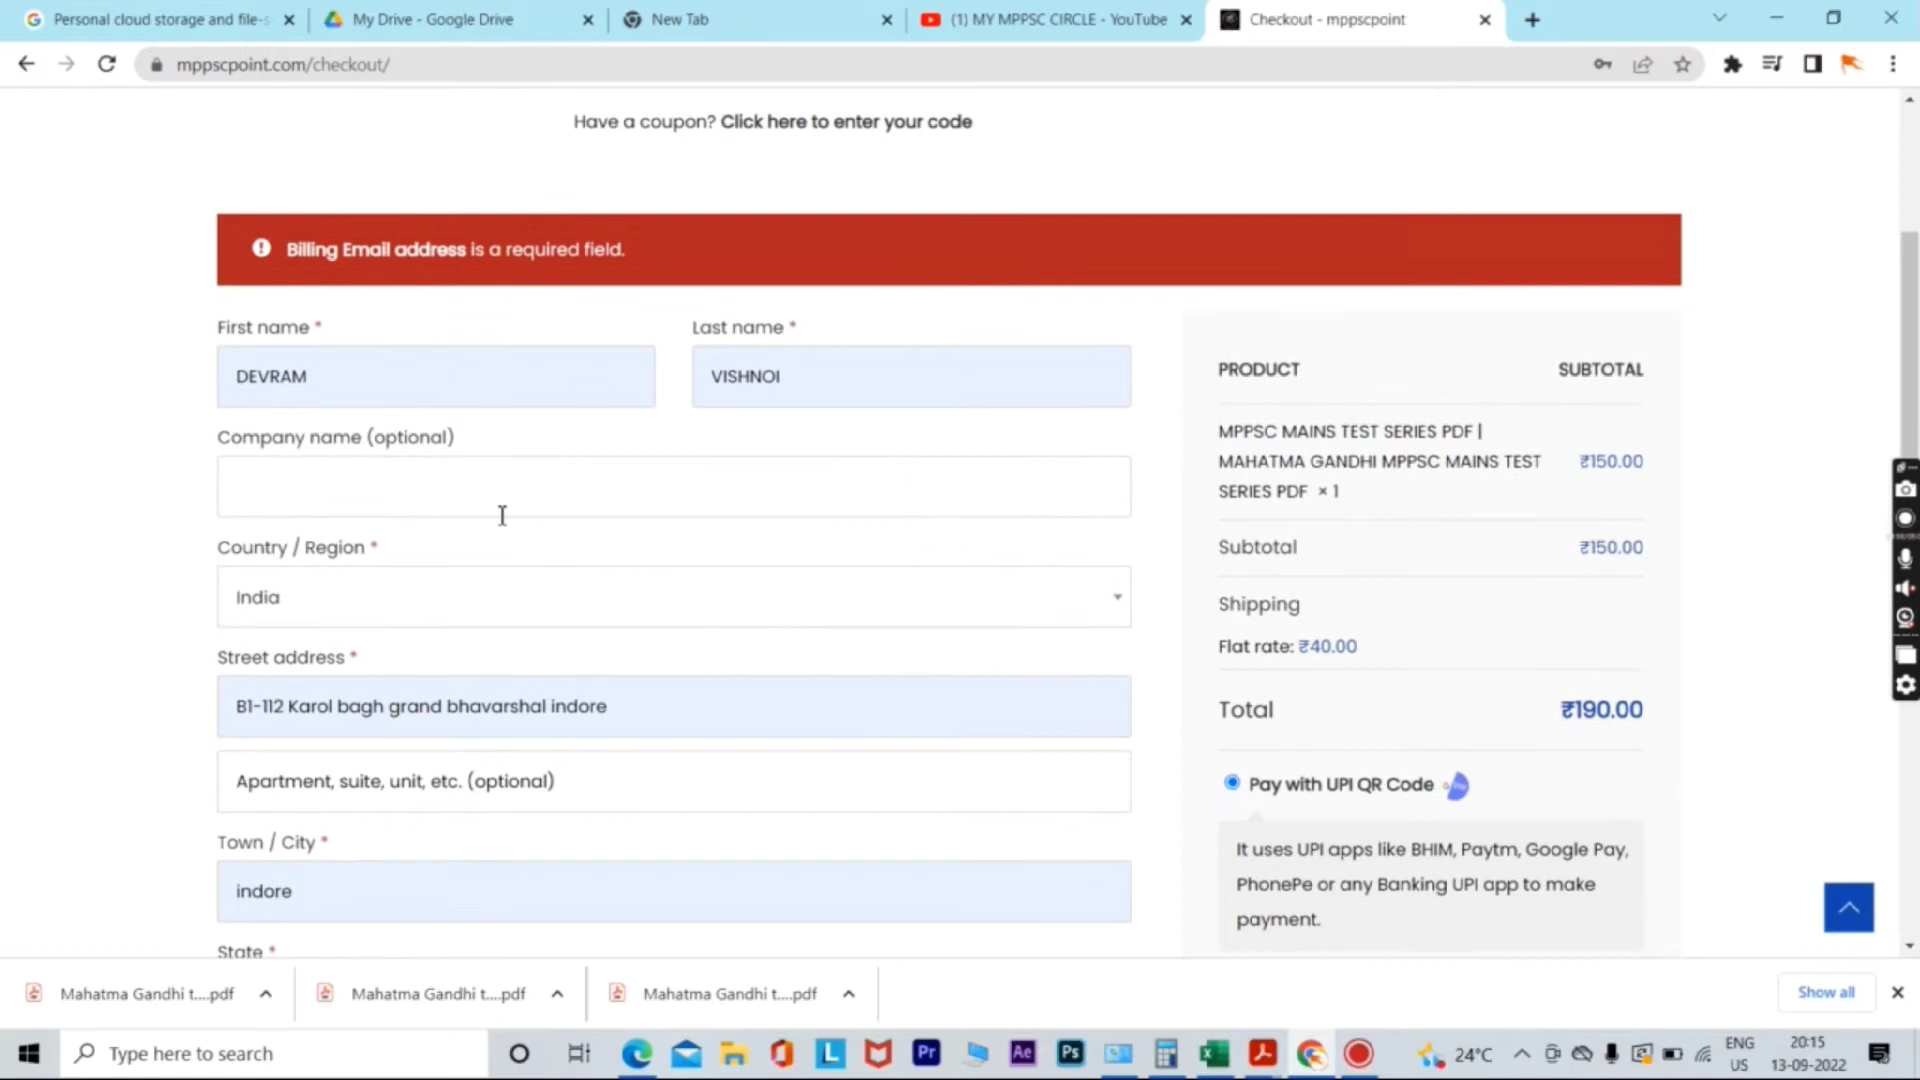 Personal cloud storage and file-s
My Drive - Google Drive
New Tab
(1) MY MPPSC CIRCLE - YouTube
Checkout - mppscpoint
mppscpoint.com/checkout/
Have a coupon? Click here to enter your code
Billing Email address is a required field.
First name *
Last name *
DEVRAM
VISHNOI
Company name (optional)
Country / Region *
India
Street address *
B1-112 Karol bagh grand bhavarshal indore
Apartment, suite, unit, etc. (optional)
Town / City *
indore
State *
PRODUCT SUBTOTAL
MPPSC MAINS TEST SERIES PDF |
MAHATMA GANDHI MPPSC MAINS TEST ₹150.00
SERIES PDF × 1
Subtotal ₹150.00
Shipping
Flat rate: ₹40.00
Total ₹190.00
Pay with UPI QR Code
It uses UPI apps like BHIM, Paytm, Google Pay,
PhonePe or any Banking UPI app to make
payment.
Mahatma Gandhi t....pdf
Mahatma Gandhi t....pdf
Mahatma Gandhi t....pdf
Show all
Type here to search
L
Pr
Ae
Ps
24°C
ENG
US
20:15
13-09-2022